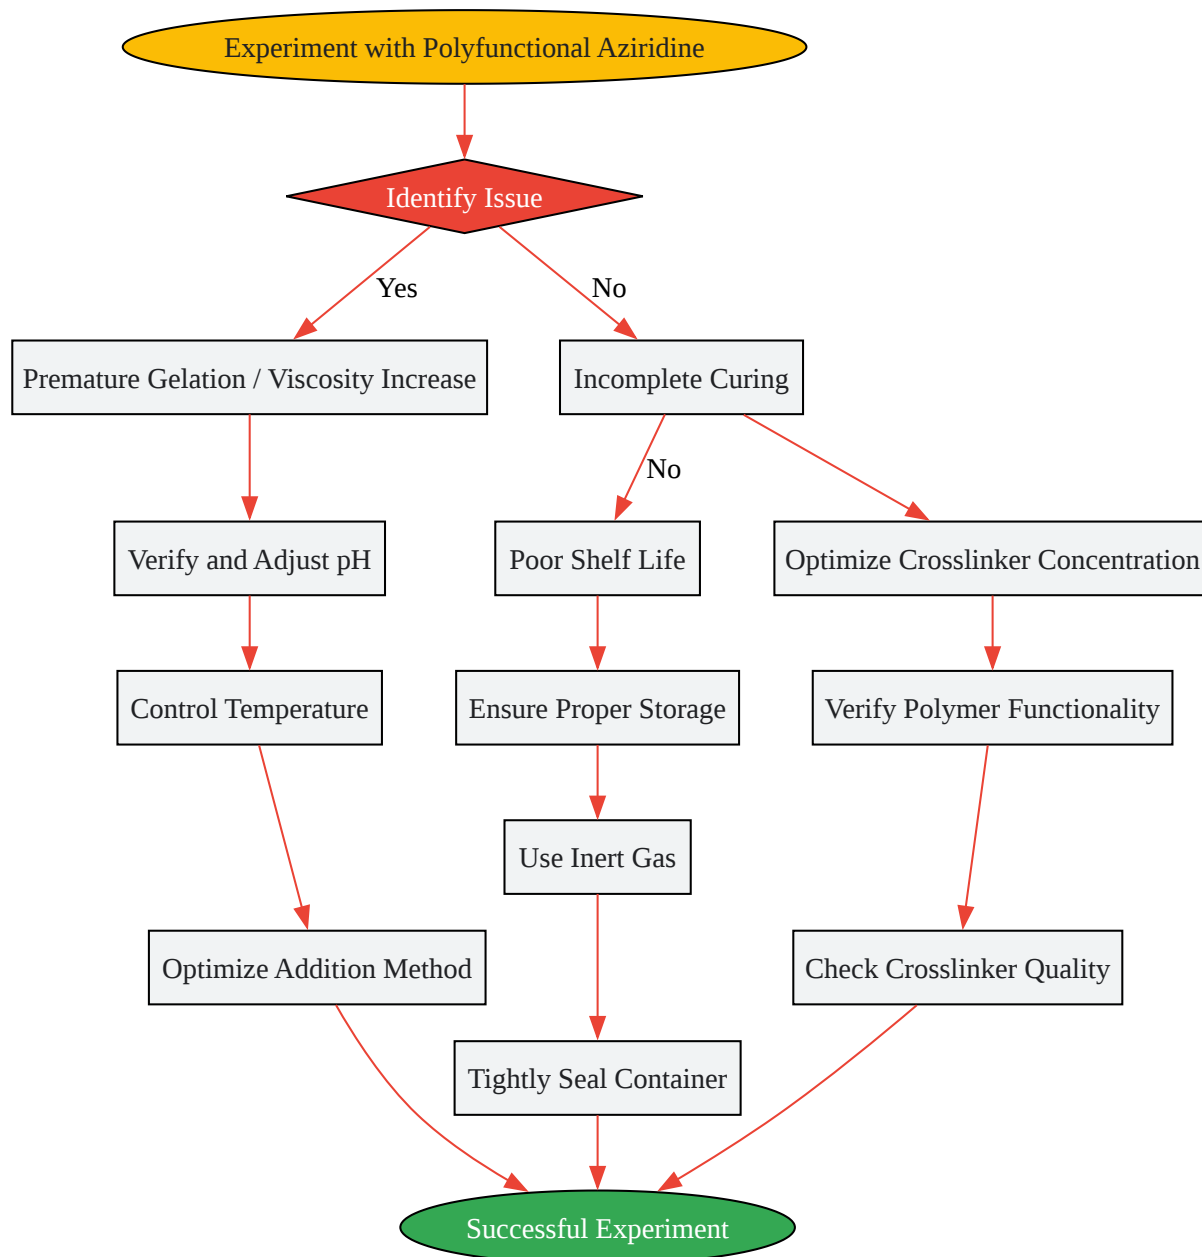 Experiment with Polyfunctional Aziridine
Identify Issue
Yes
No
Premature Gelation / Viscosity Increase
Incomplete Curing
No
Verify and Adjust pH
Poor Shelf Life
Optimize Crosslinker Concentration
Control Temperature
Ensure Proper Storage
Verify Polymer Functionality
Use Inert Gas
Optimize Addition Method
Check Crosslinker Quality
Tightly Seal Container
Successful Experiment